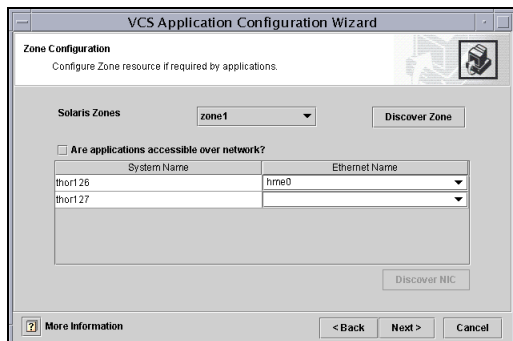 VCS Application Configuration Wizard
Zone Configuration
Configure Zone resource if required by applications.
Solaris Zones
zone1
Discover Zone
Are applications accessible over network?
System Name Ethernet Name
thor126 hme0
thor127
Discover NIC
? More Information
< Back Next > Cancel